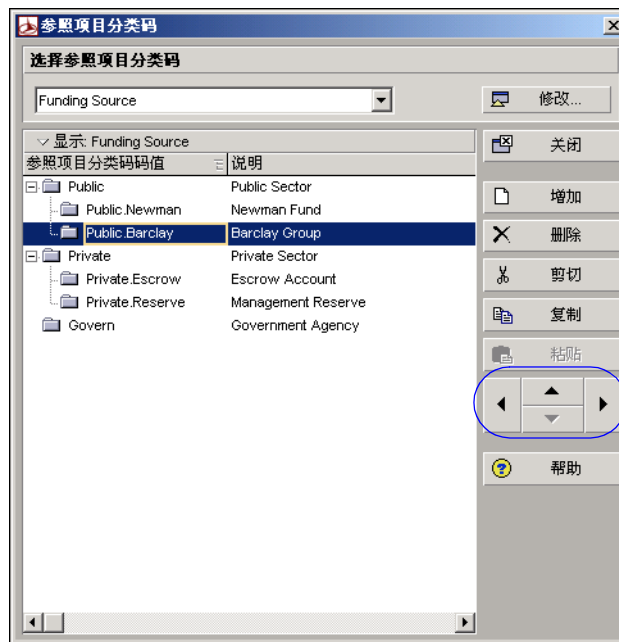 参照项目分类码
选择参照项目分类码
Funding Source
修改...
显示: Funding Source
参照项目分类码码值 说明
Public Public Sector
Public.Newman Newman Fund
Public.Barclay Barclay Group
Private Private Sector
Private.Escrow Escrow Account
Private.Reserve Management Reserve
Govern Government Agency
关闭
增加
删除
剪切
复制
粘贴
帮助